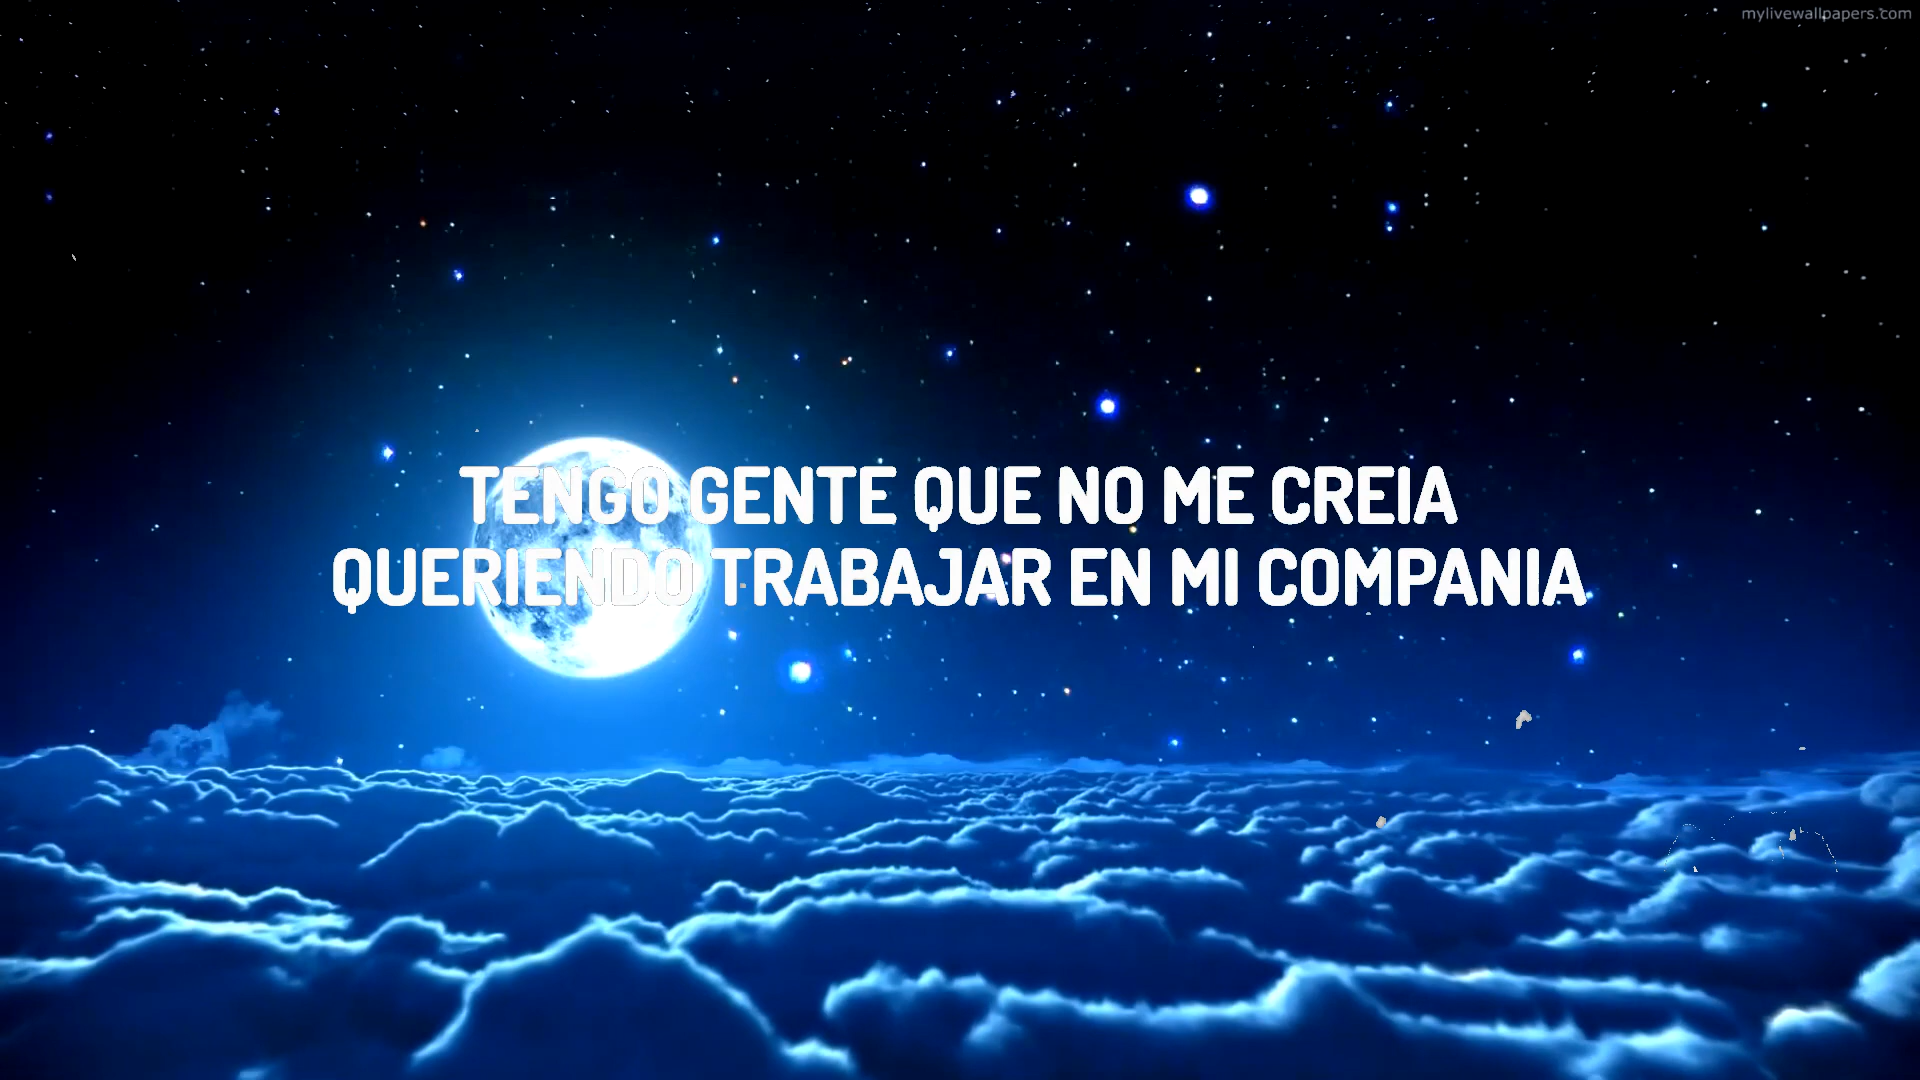 mylivewallpapers.com
TENGO GENTE QUE NO ME CREIA
QUERIENDO TRABAJAR EN MI COMPANIA